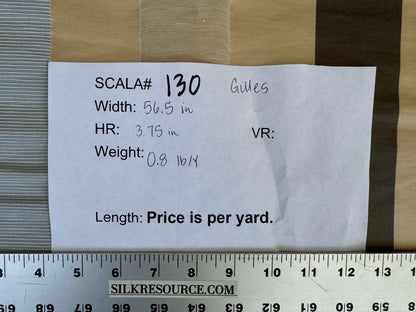 SCALA# 130 Gilles
Width: 56.5 in
HR: 3.75 in VR:
Weight: 0.8 lb/y
Length: Price is per yard.
3 4 5 6 7 8 9 10 11 12 13
SILKRESOURCE.COM